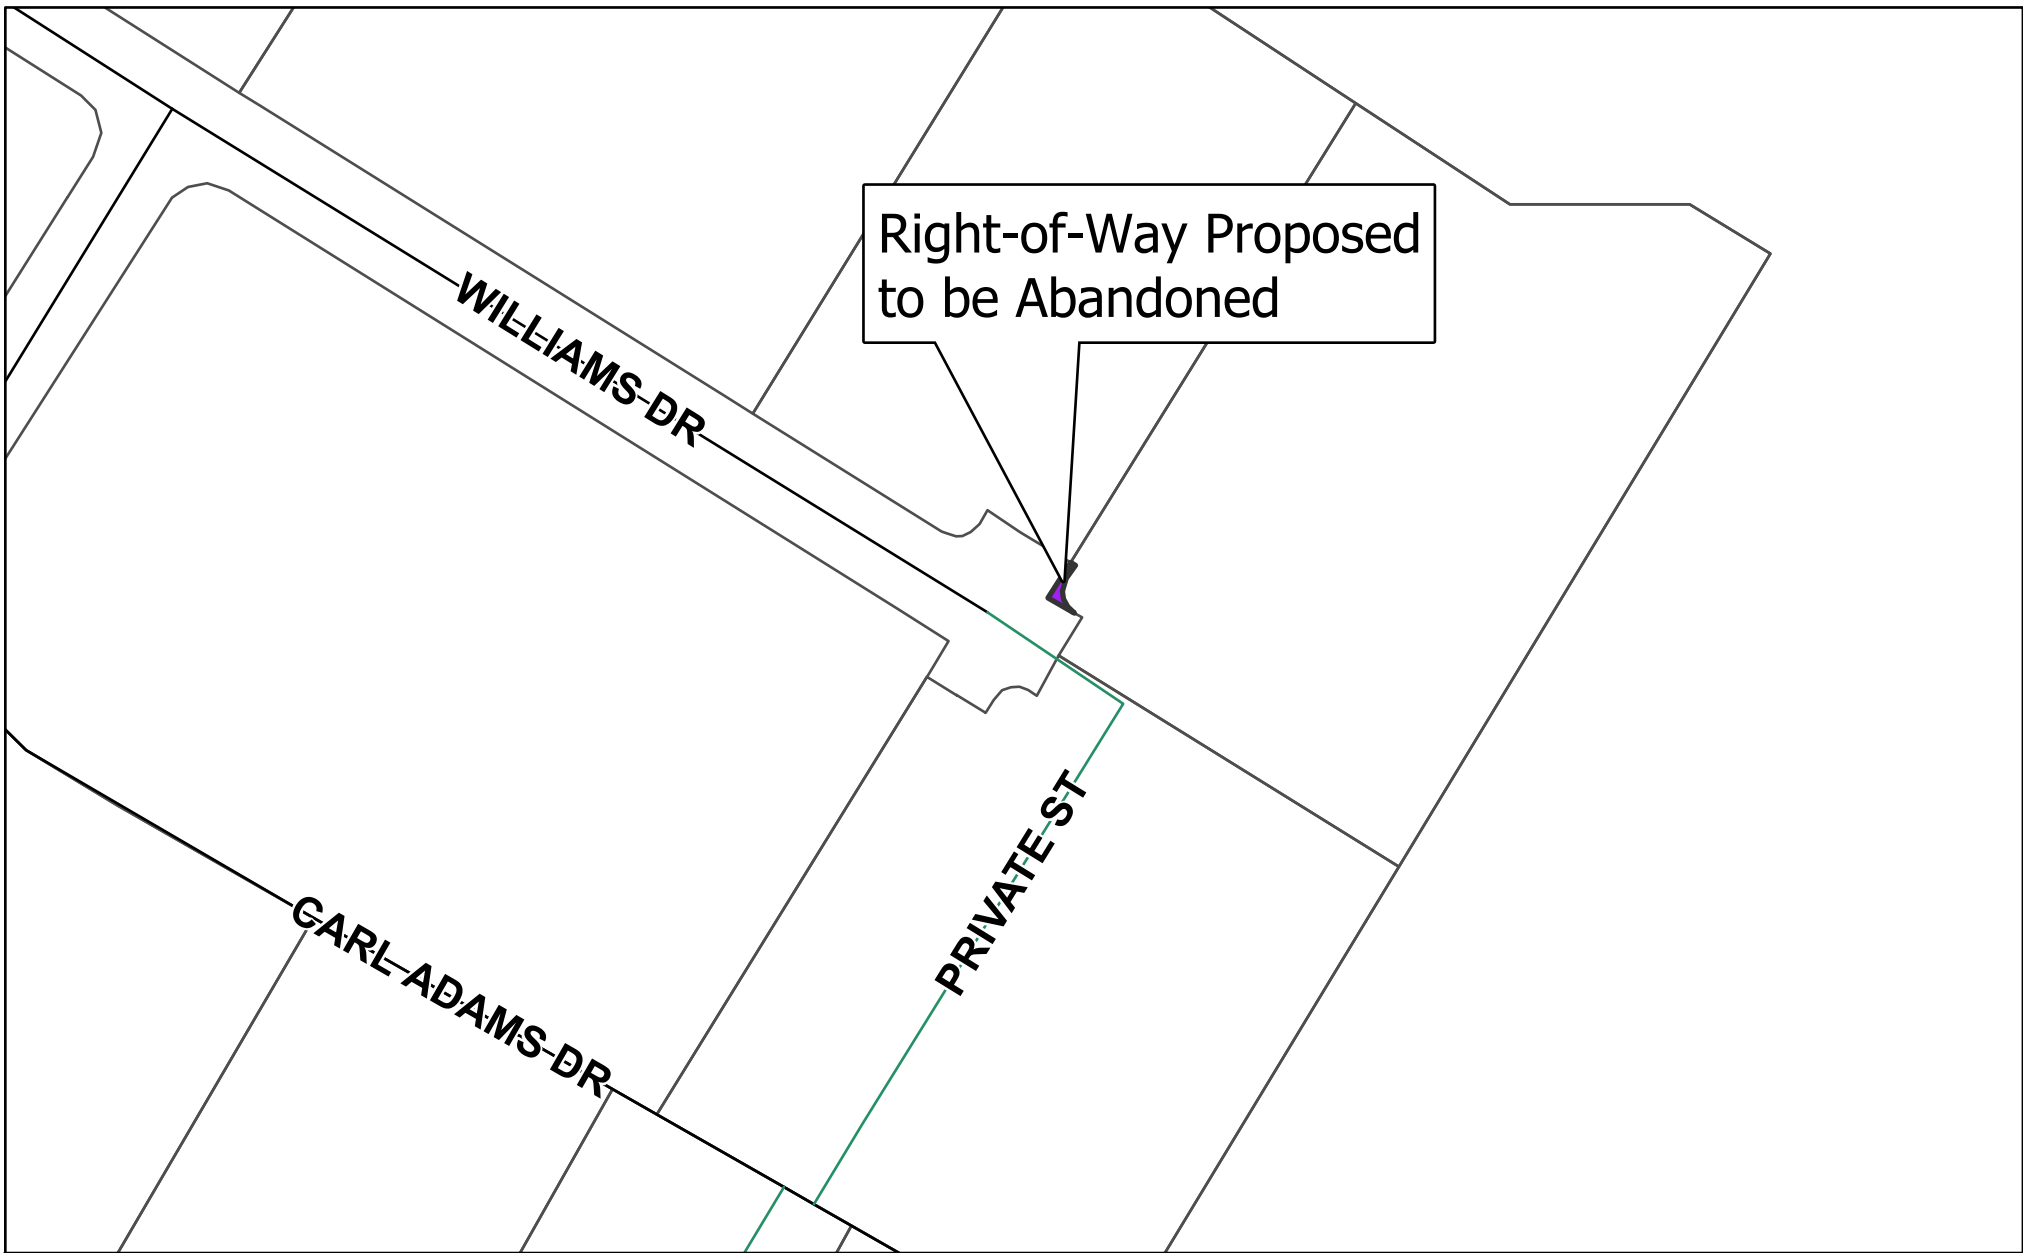 Right-of-Way Proposed
to be Abandoned
WILLIAMS DR
PRIVATE ST
CARL ADAMS DR